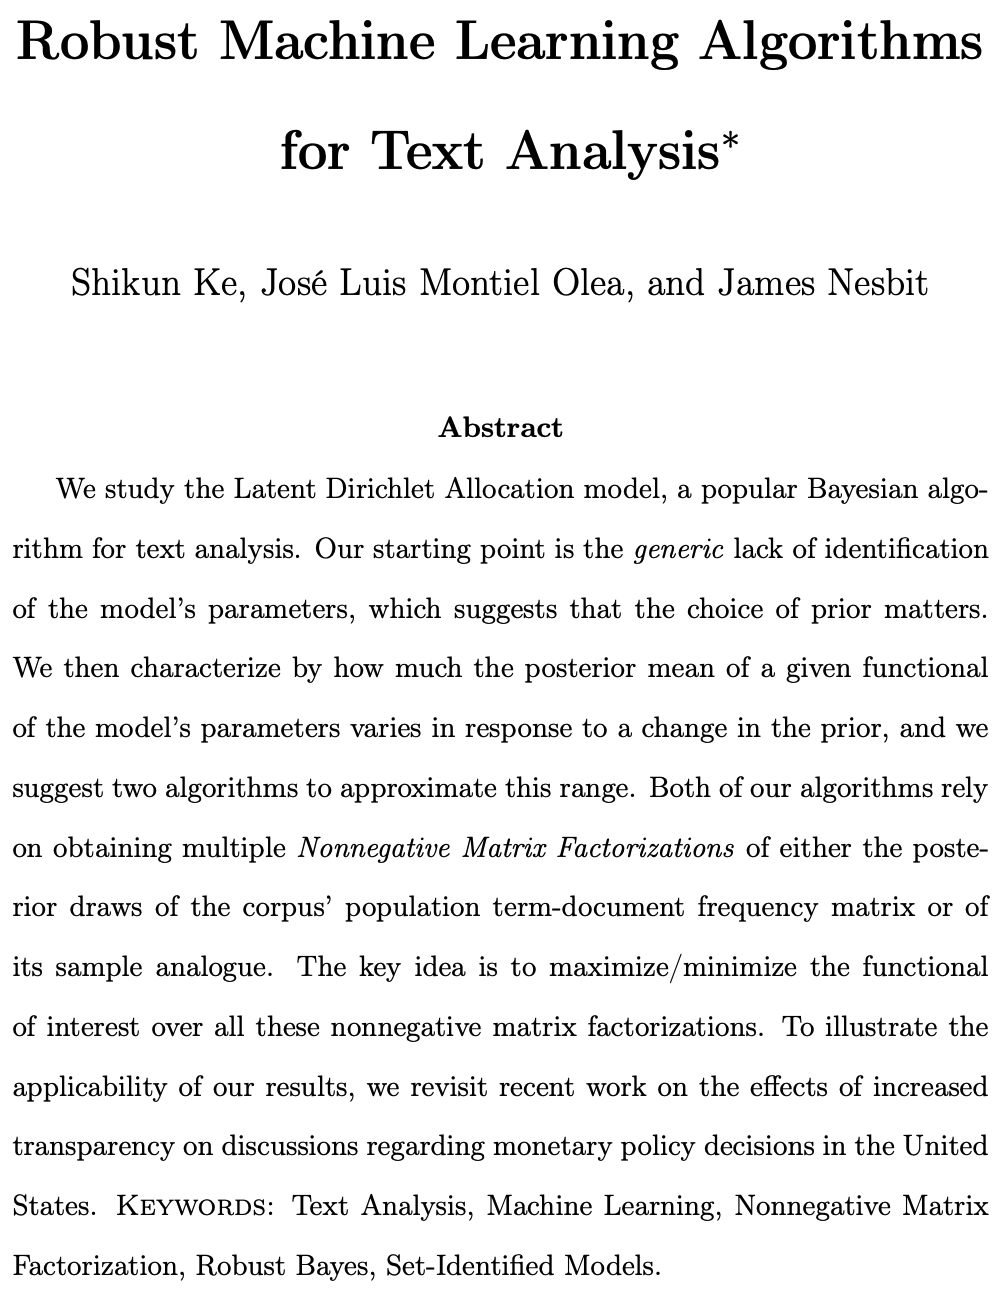 Robust Machine Learning Algorithms
for Text Analysis*
Shikun Ke, José Luis Montiel Olea, and James Nesbit
Abstract
We study the Latent Dirichlet Allocation model, a popular Bayesian algo-
rithm for text analysis. Our starting point is the generic lack of identification
of the model's parameters, which suggests that the choice of prior matters.
We then characterize by how much the posterior mean of a given functional
of the model's parameters varies in response to a change in the prior, and we
suggest two algorithms to approximate this range. Both of our algorithms rely
on obtaining multiple Nonnegative Matrix Factorizations of either the poste-
rior draws of the corpus' population term-document frequency matrix or of
its sample analogue. The key idea is to maximize/minimize the functional
of interest over all these nonnegative matrix factorizations. To illustrate the
applicability of our results, we revisit recent work on the effects of increased
transparency on discussions regarding monetary policy decisions in the United
States. KEYWORDS: Text Analysis, Machine Learning, Nonnegative Matrix
Factorization, Robust Bayes, Set-Identified Models.